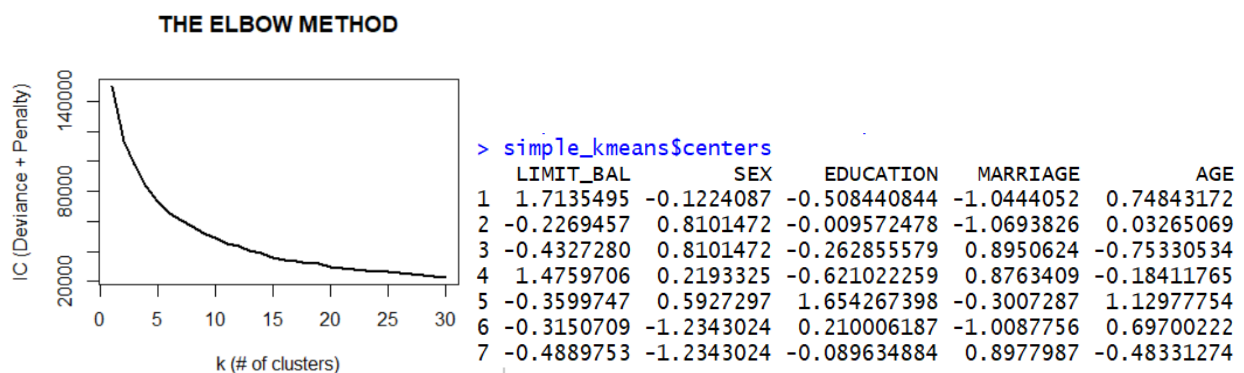 THE ELBOW METHOD
IC (Deviance + Penalty)
140000
80000
20000
0 5 10 15 20 25 30
k (# of clusters)
> simple_kmeans$centers
LIMIT_BAL SEX EDUCATION MARRIAGE AGE
1 1.7135495 -0.1224087 -0.508440844 -1.0444052 0.74843172
2 -0.2269457 0.8101472 -0.009572478 -1.0693826 0.03265069
3 -0.4327280 0.8101472 -0.262855579 0.8950624 -0.75330534
4 1.4759706 0.2193325 -0.621022259 0.8763409 -0.18411765
5 -0.3599747 0.5927297 1.654267398 -0.3007287 1.12977754
6 -0.3150709 -1.2343024 0.210006187 -1.0087756 0.69700222
7 -0.4889753 -1.2343024 -0.089634884 0.8977987 -0.48331274